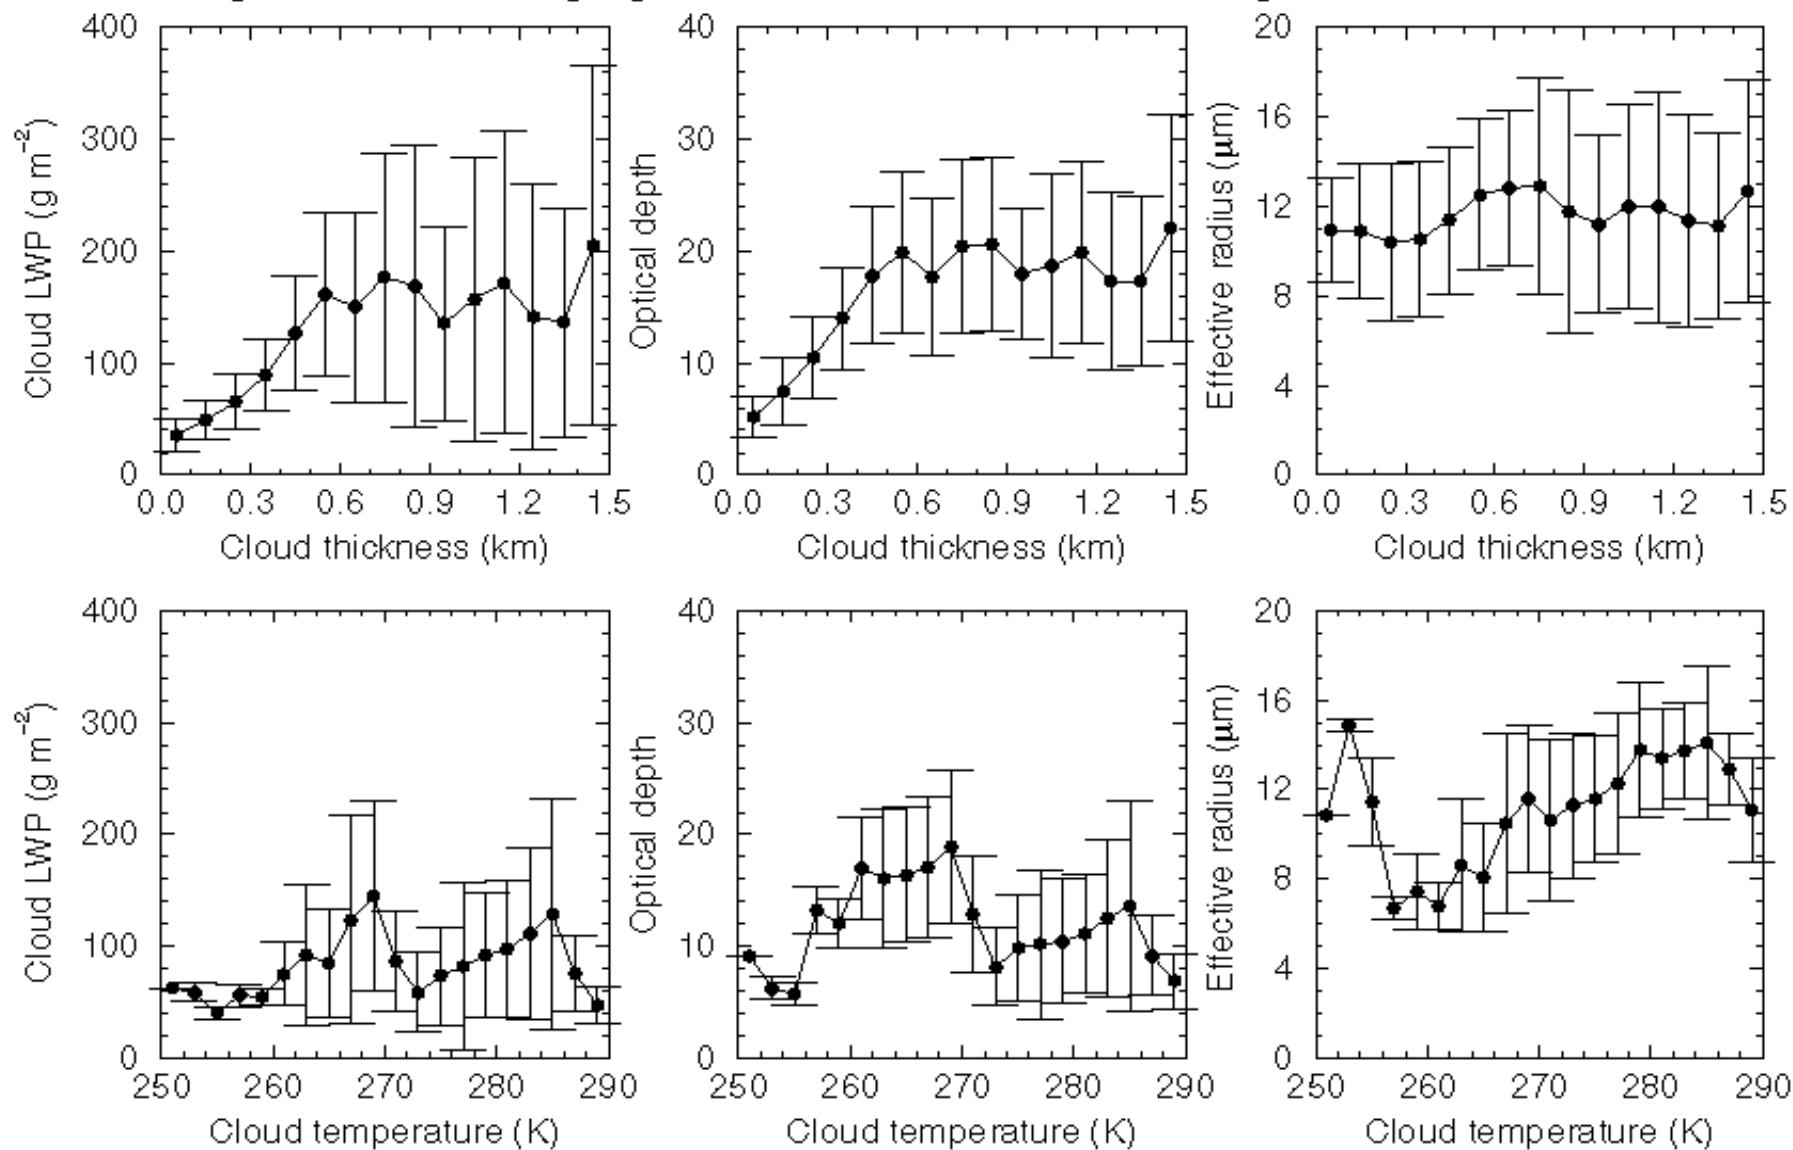 400
300
200
100
0
Cloud LWP (g m⁻²)
0.0 0.3 0.6 0.9 1.2 1.5
Cloud thickness (km)
40
30
20
10
0
Optical depth
0.0 0.3 0.6 0.9 1.2 1.5
Cloud thickness (km)
20
16
12
8
4
0
Effective radius (μm)
0.0 0.3 0.6 0.9 1.2 1.5
Cloud thickness (km)
400
300
200
100
0
Cloud LWP (g m⁻²)
250 260 270 280 290
Cloud temperature (K)
40
30
20
10
0
Optical depth
250 260 270 280 290
Cloud temperature (K)
20
16
12
8
4
0
Effective radius (μm)
250 260 270 280 290
Cloud temperature (K)